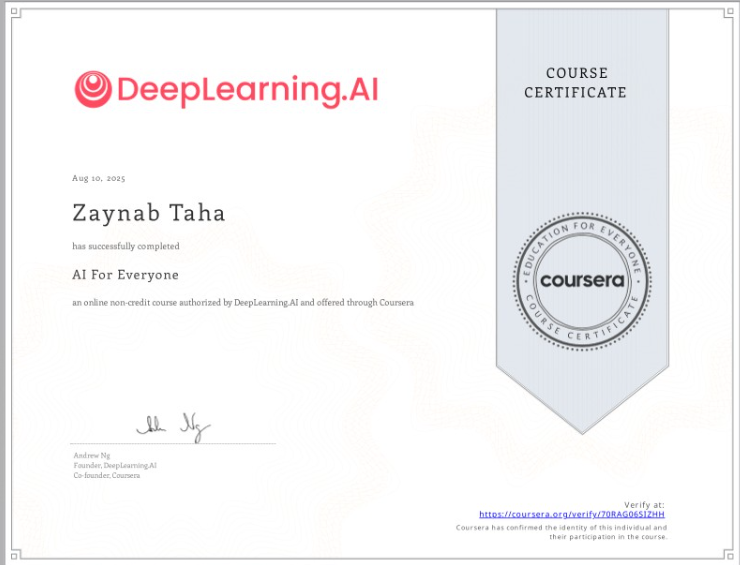 DeepLearning.AI
COURSE
CERTIFICATE
Aug 10, 2025
Zaynab Taha
has successfully completed
AI For Everyone
an online non-credit course authorized by DeepLearning.AI and offered through Coursera
EDUCATION FOR EVERYONE
coursera
COURSE CERTIFICATE
Andrew Ng
Founder, DeepLearning.AI
Co-founder, Coursera
Verify at:
https://coursera.org/verify/70RAG06SIZHH
Coursera has confirmed the identity of this individual and
their participation in the course.